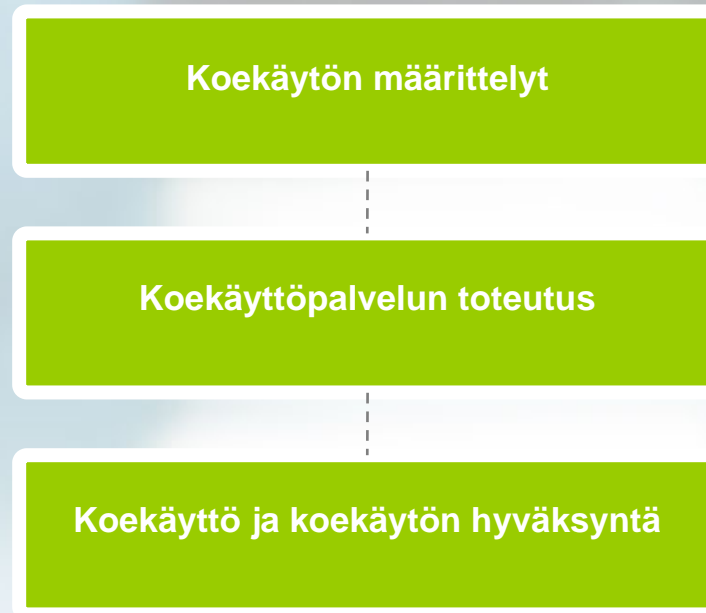 Koekäytön määrittelyt
Koekäyttöpalvelun toteutus
Koekäyttö ja koekäytön hyväksyntä